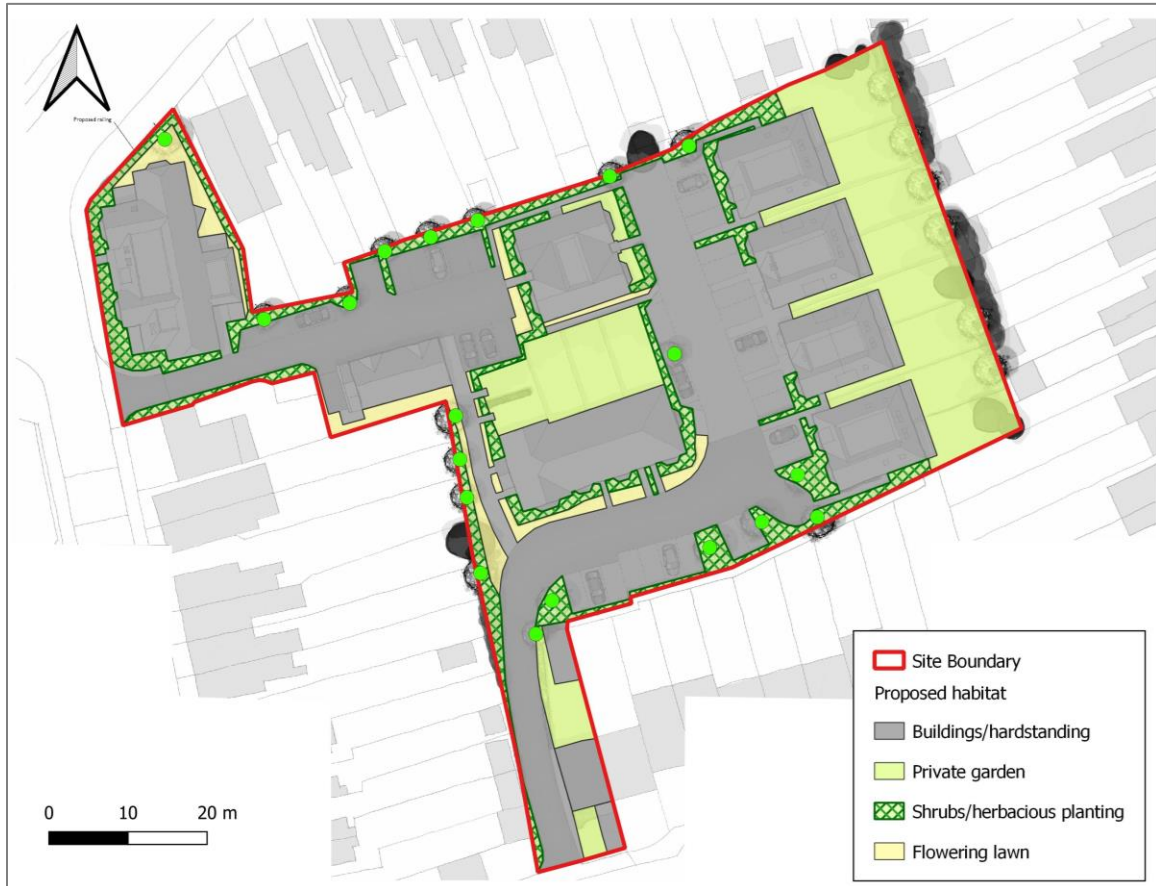 Proposed railing
0 10 20 m
Site Boundary
Proposed habitat
Buildings/hardstanding
Private garden
Shrubs/herbacious planting
Flowering lawn